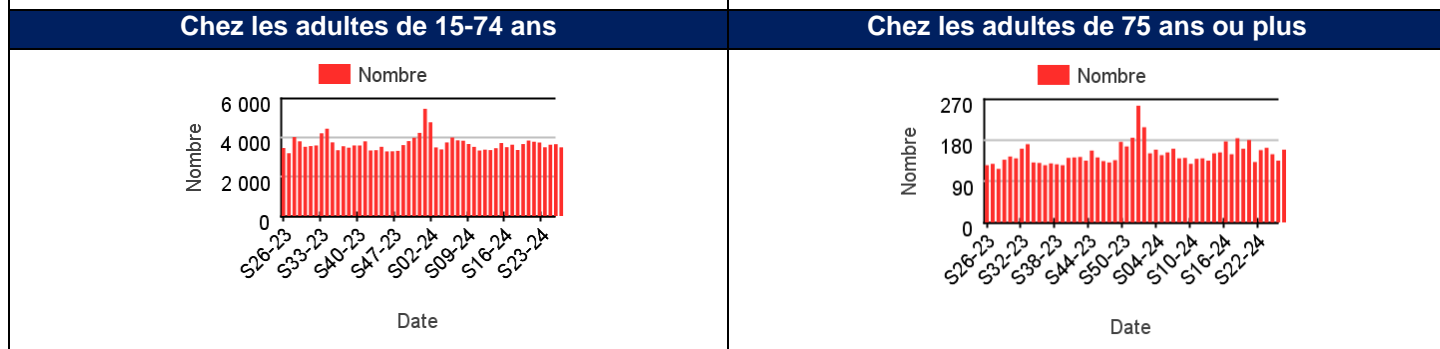 Chez les adultes de 15-74 ans
Nombre
6 000
4 000
2 000
0
Nombre
S26-23
S33-23
S40-23
S47-23
S02-24
S09-24
S16-24
S23-24
Date
Chez les adultes de 75 ans ou plus
Nombre
270
180
90
0
Nombre
S26-23
S32-23
S38-23
S44-23
S50-23
S04-24
S10-24
S16-24
S22-24
Date